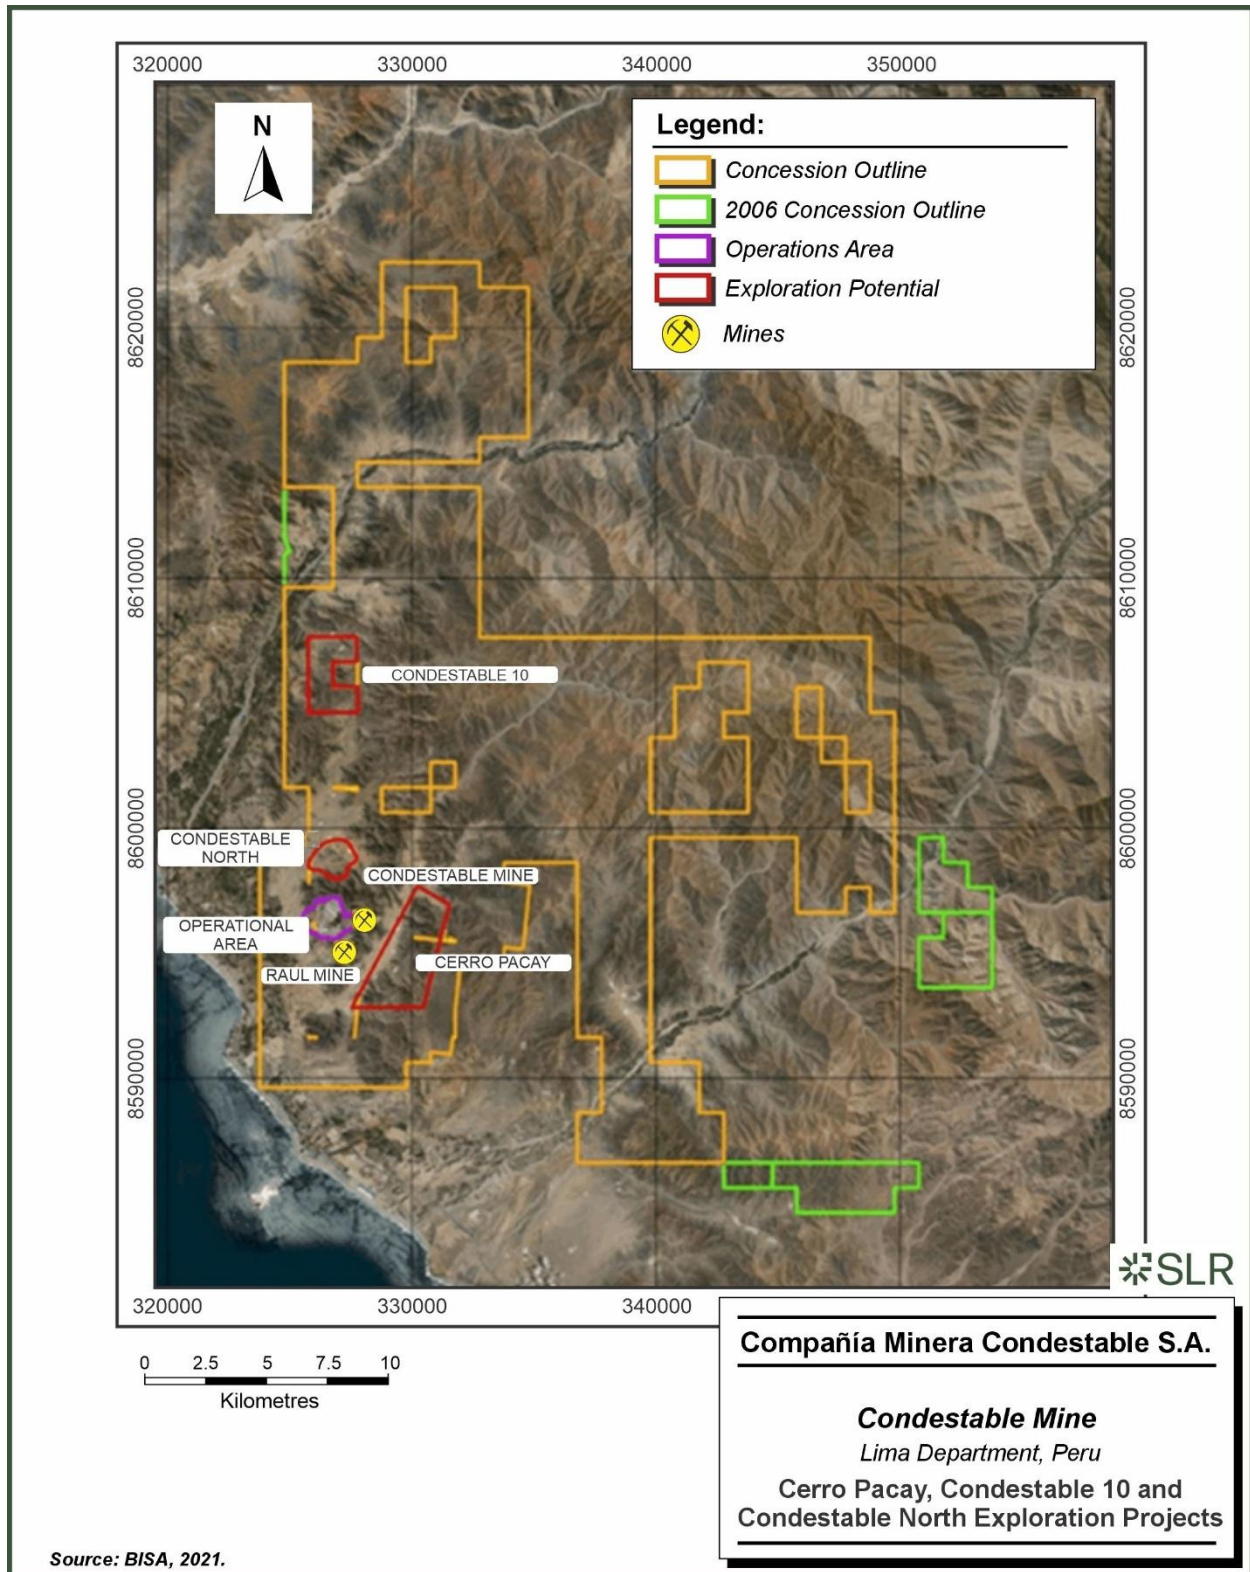 320000 330000 340000 350000
N
Legend:
Concession Outline
2006 Concession Outline
Operations Area
Exploration Potential
Mines
8620000 8620000
8610000 8610000
CONDESTABLE 10
8600000 8600000
CONDESTABLE
NORTH
CONDESTABLE MINE
OPERATIONAL
AREA
RAUL MINE
CERRO PACAY
8590000 8590000
SLR
320000 330000 340000
0 2.5 5 7.5 10
Kilometres
Compañía Minera Condestable S.A.
Condestable Mine
Lima Department, Peru
Cerro Pacay, Condestable 10 and
Condestable North Exploration Projects
Source: BISA, 2021.